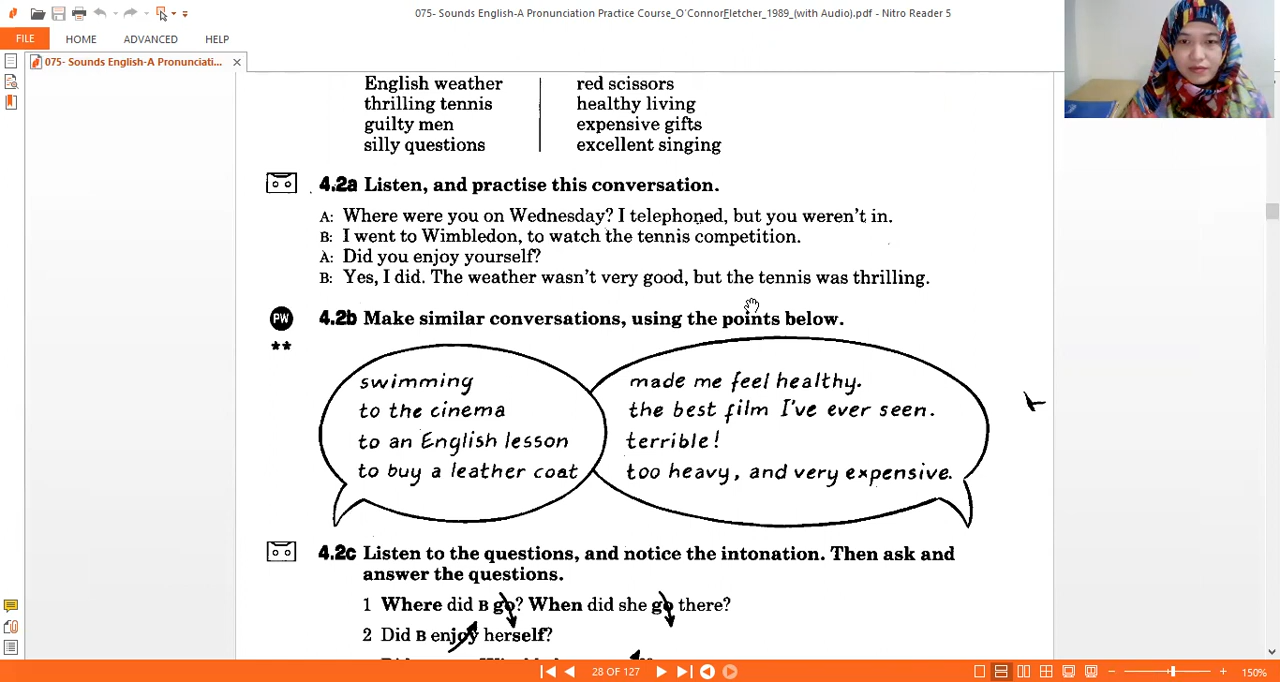 075- Sounds English-A Pronunciation Practice Course_O'ConnorFletcher_1989_(with Audio).pdf - Nitro Reader 5
FILE HOME ADVANCED HELP
075- Sounds English-A Pronunciati...
English weather
thrilling tennis
guilty men
silly questions
red scissors
healthy living
expensive gifts
excellent singing
4.2a Listen, and practise this conversation.
A: Where were you on Wednesday? I telephoned, but you weren't in.
B: I went to Wimbledon, to watch the tennis competition.
A: Did you enjoy yourself?
B: Yes, I did. The weather wasn't very good, but the tennis was thrilling.
PW
4.2b Make similar conversations, using the points below.
**
swimming
to the cinema
to an English lesson
to buy a leather coat
made me feel healthy.
the best film I've ever seen.
terrible!
too heavy, and very expensive.
4.2c Listen to the questions, and notice the intonation. Then ask and
answer the questions.
1 Where did B go? When did she go there?
2 Did B enjoy herself?
28 OF 127
150%